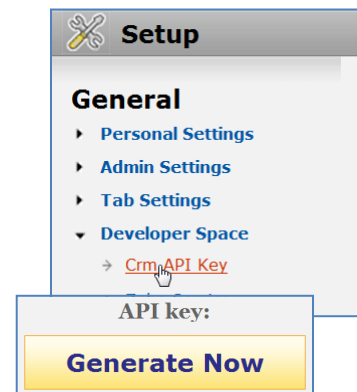 Setup
General
Personal Settings
Admin Settings
Tab Settings
Developer Space
Crm API Key
API key:
Generate Now